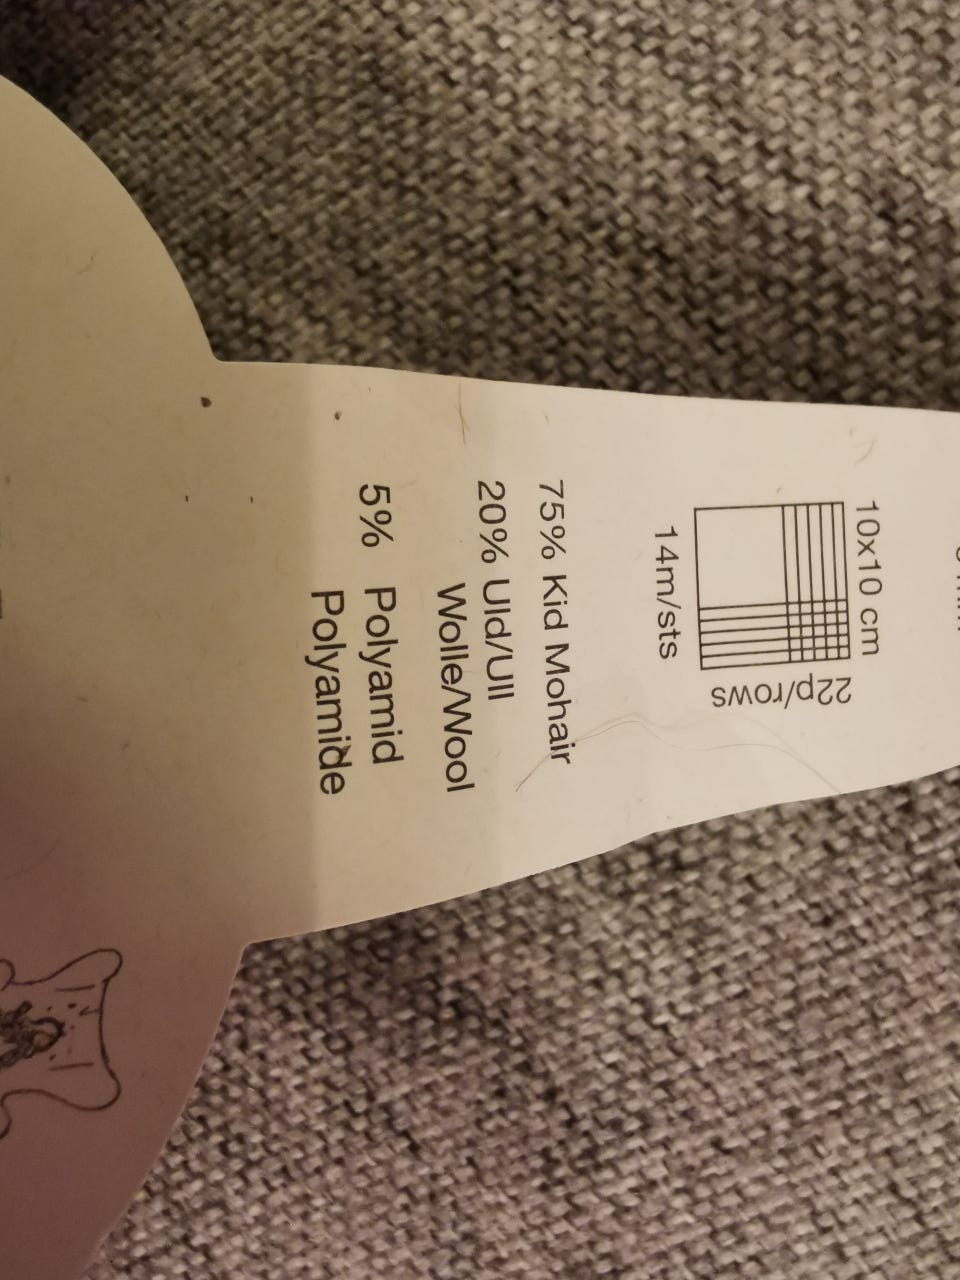 10x10 cm
22p/rows
14m/sts
75% Kid Mohair
20% Uld/Ull
Wolle/Wool
5% Polyamid
Polyamide